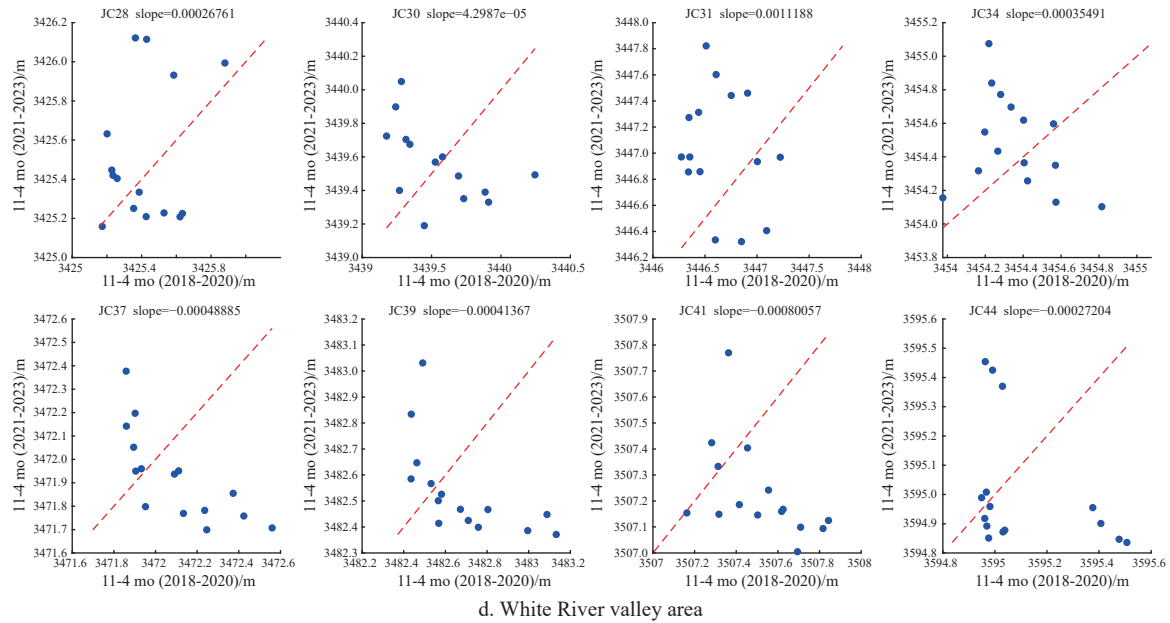 JC28 slope=0.00026761
3426.2
3426.0
3425.8
3425.6
3425.4
3425.2
3425.0
11-4 mo (2021-2023)/m
3425 3425.4 3425.8
11-4 mo (2018-2020)/m
JC30 slope=4.2987e−05
3440.4
3440.2
3440.0
3439.8
3439.6
3439.4
3439.2
3439.0
11-4 mo (2021-2023)/m
3439 3439.5 3440 3440.5
11-4 mo (2018-2020)/m
JC31 slope=0.0011188
3448.0
3447.8
3447.6
3447.4
3447.2
3447.0
3446.8
3446.6
3446.4
3446.2
11-4 mo (2021-2023)/m
3446 3446.5 3447 3447.5 3448
11-4 mo (2018-2020)/m
JC34 slope=0.00035491
3455.2
3455.0
3454.8
3454.6
3454.4
3454.2
3454.0
3453.8
11-4 mo (2021-2023)/m
3454 3454.2 3454.4 3454.6 3454.8 3455
11-4 mo (2018-2020)/m
JC37 slope=−0.00048885
3472.6
3472.5
3472.4
3472.3
3472.2
3472.1
3472.0
3471.9
3471.8
3471.7
3471.6
11-4 mo (2021-2023)/m
3471.6 3471.8 3472 3472.2 3472.4 3472.6
11-4 mo (2018-2020)/m
JC39 slope=−0.00041367
3483.2
3483.1
3483.0
3482.9
3482.8
3482.7
3482.6
3482.5
3482.4
3482.3
11-4 mo (2021-2023)/m
3482.2 3482.4 3482.6 3482.8 3483 3483.2
11-4 mo (2018-2020)/m
JC41 slope=−0.00080057
3507.9
3507.8
3507.7
3507.6
3507.5
3507.4
3507.3
3507.2
3507.1
3507.0
11-4 mo (2021-2023)/m
3507 3507.2 3507.4 3507.6 3507.8 3508
11-4 mo (2018-2020)/m
JC44 slope=−0.00027204
3595.6
3595.5
3595.4
3595.3
3595.2
3595.1
3595.0
3594.9
3594.8
11-4 mo (2021-2023)/m
3594.8 3595 3595.2 3595.4 3595.6
11-4 mo (2018-2020)/m
d. White River valley area